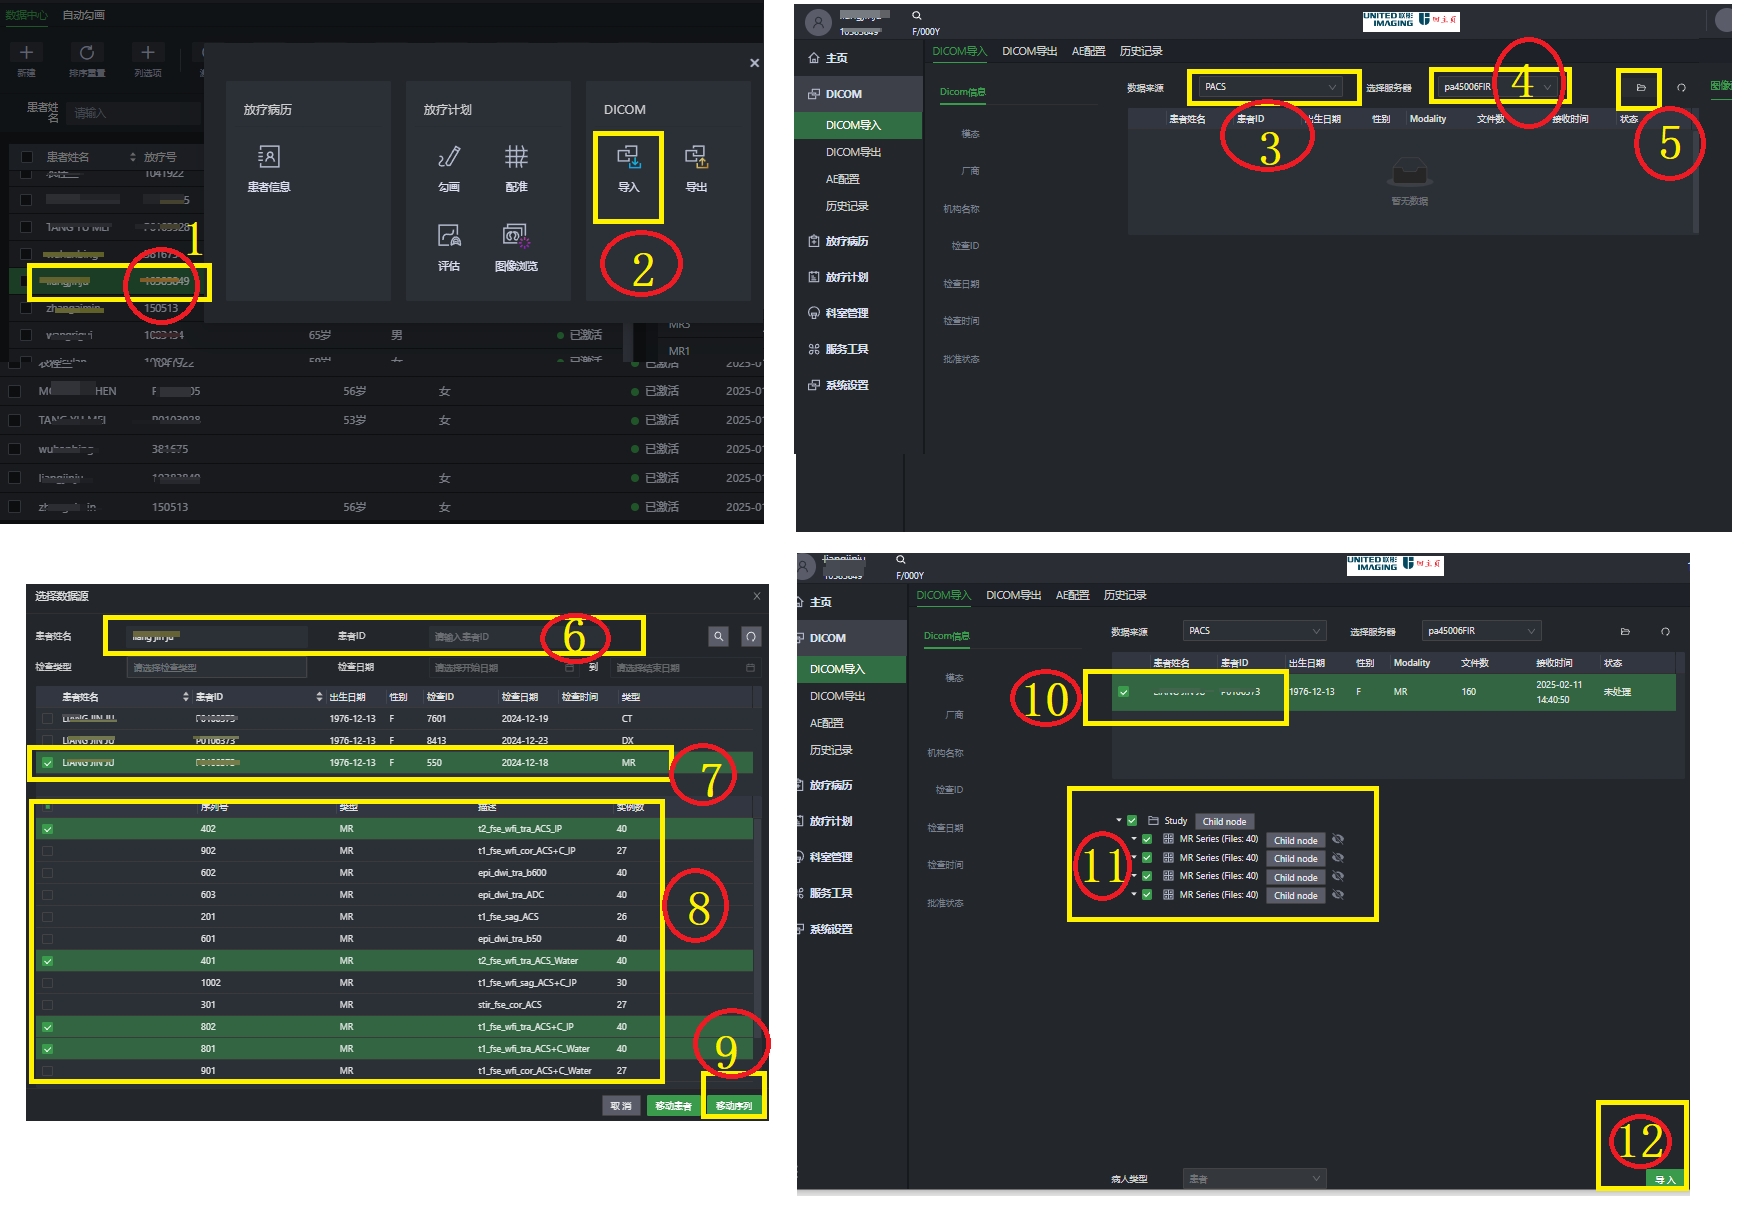 数据中心 自动勾画
新建 排序重置 列选项
患者姓名 请输入
患者姓名 放疗号
1041922
5
TANG YU MEI
1
zhangaimin 150513
65岁 男 已激活
1041922 已激活 2025-0
HEN 05 56岁 女 已激活 2025-0
TANG YU MEI P0103928 53岁 女 已激活 2025-0
381675 已激活 2025-0
女 已激活 2025-0
150513 56岁 女 已激活 2025-0
MR3
MR1
放疗病历 放疗计划 DICOM
患者信息 勾画 配准 导入 导出
评估 图像浏览
2
F/000Y
UNITED 联影 IMAGING
主页
DICOM
DICOM导入
DICOM导出
AE配置
历史记录
放疗病历
放疗计划
科室管理
服务工具
系统设置
DICOM导入 DICOM导出 AE配置 历史记录
Dicom信息
模态
厂商
机构名称
检查ID
检查日期
检查时间
批准状态
数据来源 PACS 选择服务器 pa45006FIR
患者姓名 患者ID 出生日期 性别 Modality 文件数 接收时间 状态
暂无数据
3
4
5
选择数据源
患者姓名 liang jin ju 患者ID 请输入患者ID
检查类型 请选择检查类型 检查日期 请选择开始日期 到 请选择结束日期
6
患者姓名 患者ID 出生日期 性别 检查ID 检查日期 检查时间 类型
LIANG JIN JU 1976-12-13 F 7601 2024-12-19 CT
LIANG JIN JU P0106373 1976-12-13 F 8413 2024-12-23 DX
LIANG JIN JU 1976-12-13 F 550 2024-12-18 MR
7
序列号 类型 描述 实例数
402 MR t2_fse_wfi_tra_ACS_IP 40
902 MR t1_fse_wfi_cor_ACS+C_IP 27
602 MR epi_dwi_tra_b600 40
603 MR epi_dwi_tra_ADC 40
201 MR t1_fse_sag_ACS 26
601 MR epi_dwi_tra_b50 40
401 MR t2_fse_wfi_tra_ACS_Water 40
1002 MR t1_fse_wfi_sag_ACS+C_IP 30
301 MR stir_fse_cor_ACS 27
802 MR t1_fse_wfi_tra_ACS+C_IP 40
801 MR t1_fse_wfi_tra_ACS+C_Water 40
901 MR t1_fse_wfi_cor_ACS+C_Water 27
8
9
取消 移动患者 移动序列
F/000Y
UNITED 联影 IMAGING
主页
DICOM
DICOM导入
DICOM导出
AE配置
历史记录
放疗病历
放疗计划
科室管理
服务工具
系统设置
DICOM导入 DICOM导出 AE配置 历史记录
Dicom信息
模态
厂商
机构名称
检查ID
检查日期
检查时间
批准状态
数据来源 PACS 选择服务器 pa45006FIR
患者姓名 患者ID 出生日期 性别 Modality 文件数 接收时间 状态
LIANG JIN JU P0106373 1976-12-13 F MR 160 2025-02-11 14:40:50 未处理
10
Study Child node
MR Series (Files: 40) Child node
MR Series (Files: 40) Child node
MR Series (Files: 40) Child node
MR Series (Files: 40) Child node
11
12
病人类型 患者
导入